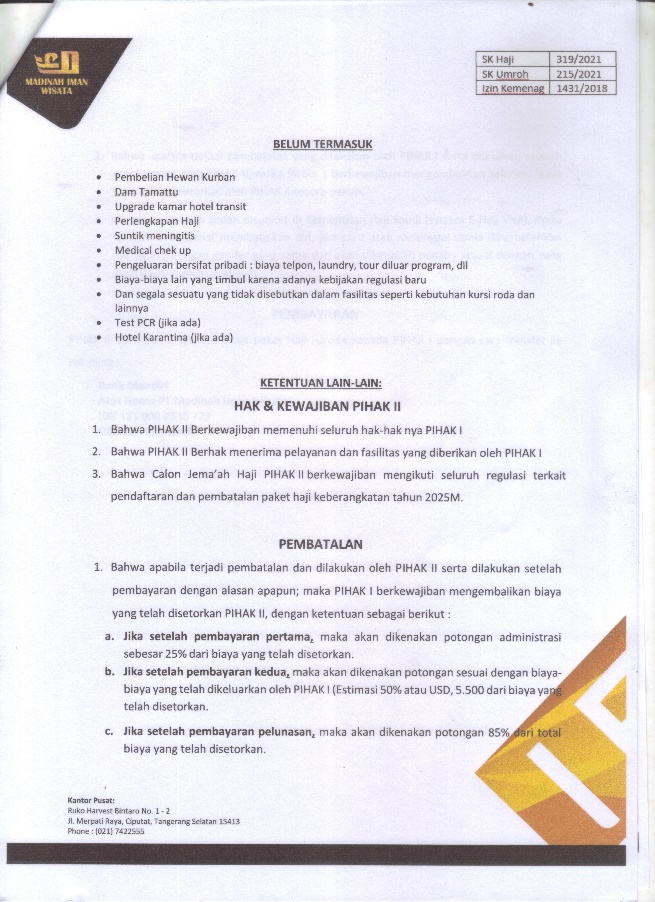 MADINAH IMAN
WISATA
SK Haji 319/2021
SK Umroh 215/2021
Izin Kemenag 1431/2018
BELUM TERMASUK
• Pembelian Hewan Kurban
• Dam Tamattu
• Upgrade kamar hotel transit
• Perlengkapan Haji
• Suntik meningitis
• Medical chek up
• Pengeluaran bersifat pribadi : biaya telpon, laundry, tour diluar program, dll
• Biaya-biaya lain yang timbul karena adanya kebijakan regulasi baru
• Dan segala sesuatu yang tidak disebutkan dalam fasilitas seperti kebutuhan kursi roda dan
lainnya
• Test PCR (jika ada)
• Hotel Karantina (jika ada)
KETENTUAN LAIN-LAIN:
HAK & KEWAJIBAN PIHAK II
1. Bahwa PIHAK II Berkewajiban memenuhi seluruh hak-hak nya PIHAK I
2. Bahwa PIHAK II Berhak menerima pelayanan dan fasilitas yang diberikan oleh PIHAK I
3. Bahwa Calon Jema'ah Haji PIHAK II berkewajiban mengikuti seluruh regulasi terkait
pendaftaran dan pembatalan paket haji keberangkatan tahun 2025M.
PEMBATALAN
1. Bahwa apabila terjadi pembatalan dan dilakukan oleh PIHAK II serta dilakukan setelah
pembayaran dengan alasan apapun; maka PIHAK I berkewajiban mengembalikan biaya
yang telah disetorkan PIHAK II, dengan ketentuan sebagai berikut :
a. Jika setelah pembayaran pertama, maka akan dikenakan potongan administrasi
sebesar 25% dari biaya yang telah disetorkan.
b. Jika setelah pembayaran kedua, maka akan dikenakan potongan sesuai dengan biaya-
biaya yang telah dikeluarkan oleh PIHAK I (Estimasi 50% atau USD, 5.500 dari biaya yang
telah disetorkan.
c. Jika setelah pembayaran pelunasan, maka akan dikenakan potongan 85% dari total
biaya yang telah disetorkan.
Kantor Pusat:
Ruko Harvest Bintaro No. 1 - 2
Jl. Merpati Raya, Ciputat, Tangerang Selatan 15413
Phone : (021) 7422555